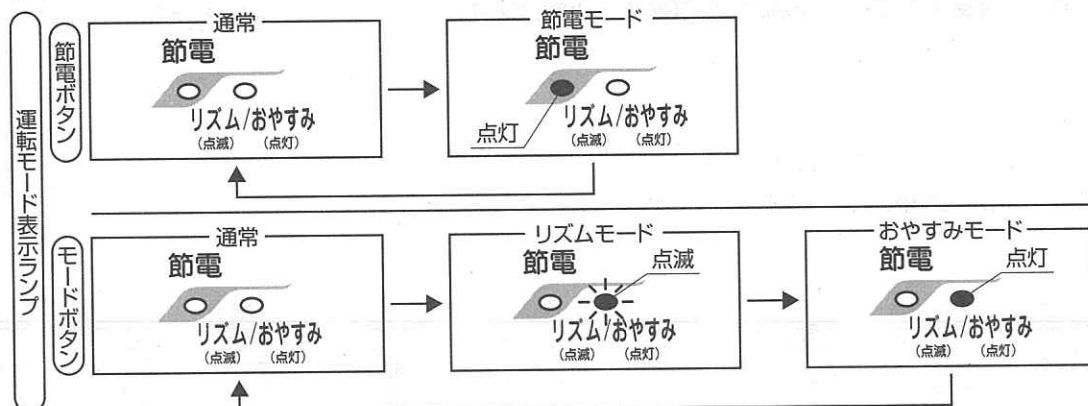 運転モード表示ランプ
節電ボタン
通常
節電
リズム/おやすみ
(点滅) (点灯)
節電モード
節電
点灯
リズム/おやすみ
(点滅) (点灯)
モードボタン
通常
節電
リズム/おやすみ
(点滅) (点灯)
リズムモード
節電
点滅
リズム/おやすみ
(点滅) (点灯)
おやすみモード
節電
点灯
リズム/おやすみ
(点滅) (点灯)